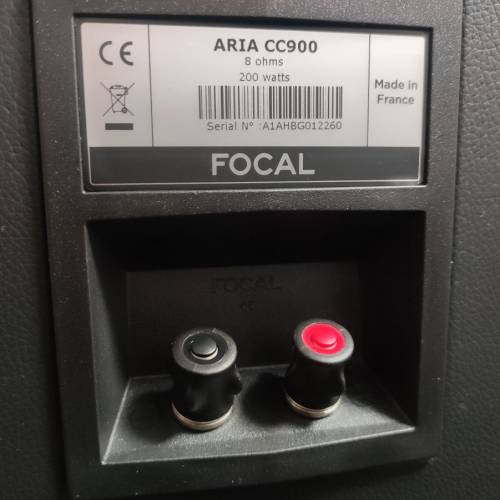 ARIA CC900
8 ohms
200 watts
Made in
France
Serial N° :A1AHBG012260
FOCAL
FOCAL
CE